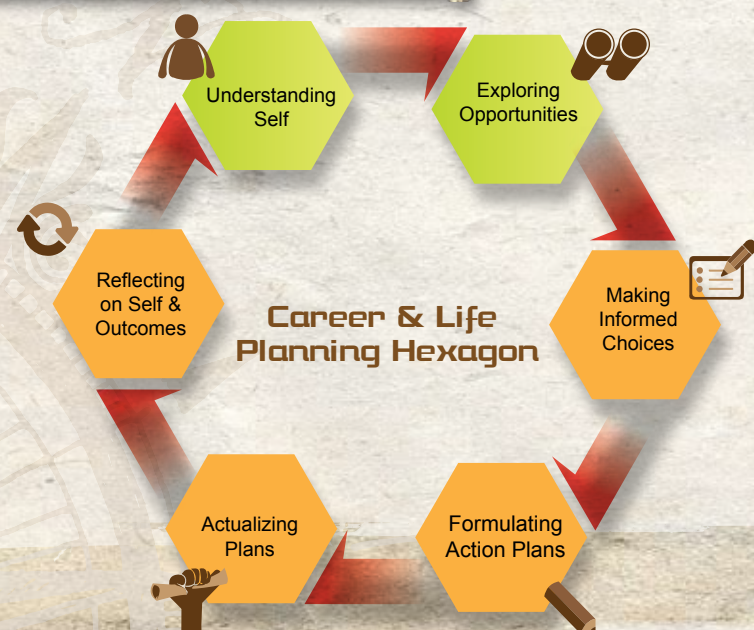 Understanding
Self
Exploring
Opportunities
Making
Informed
Choices
Formulating
Action Plans
Actualizing
Plans
Reflecting
on Self &
Outcomes
Career & Life
Planning Hexagon